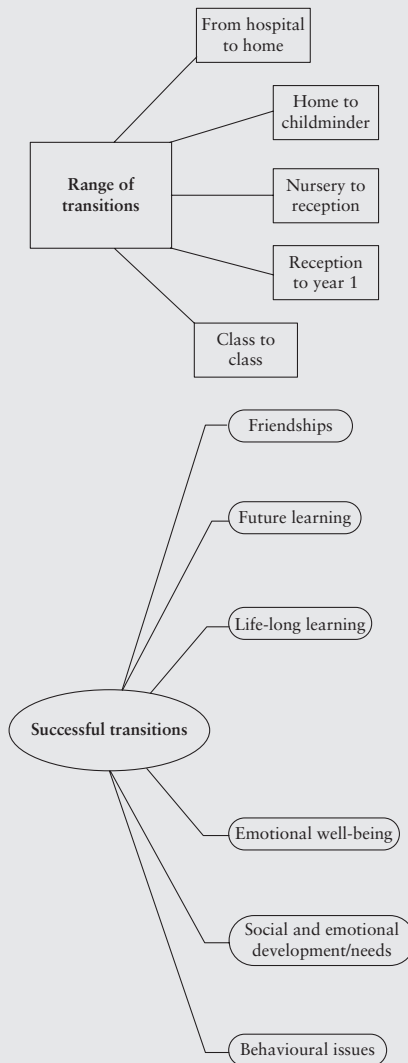 From hospital
to home
Home to
childminder
Range of
transitions
Nursery to
reception
Reception
to year 1
Class to
class
Friendships
Future learning
Life-long learning
Successful transitions
Emotional well-being
Social and emotional
development/needs
Behavioural issues